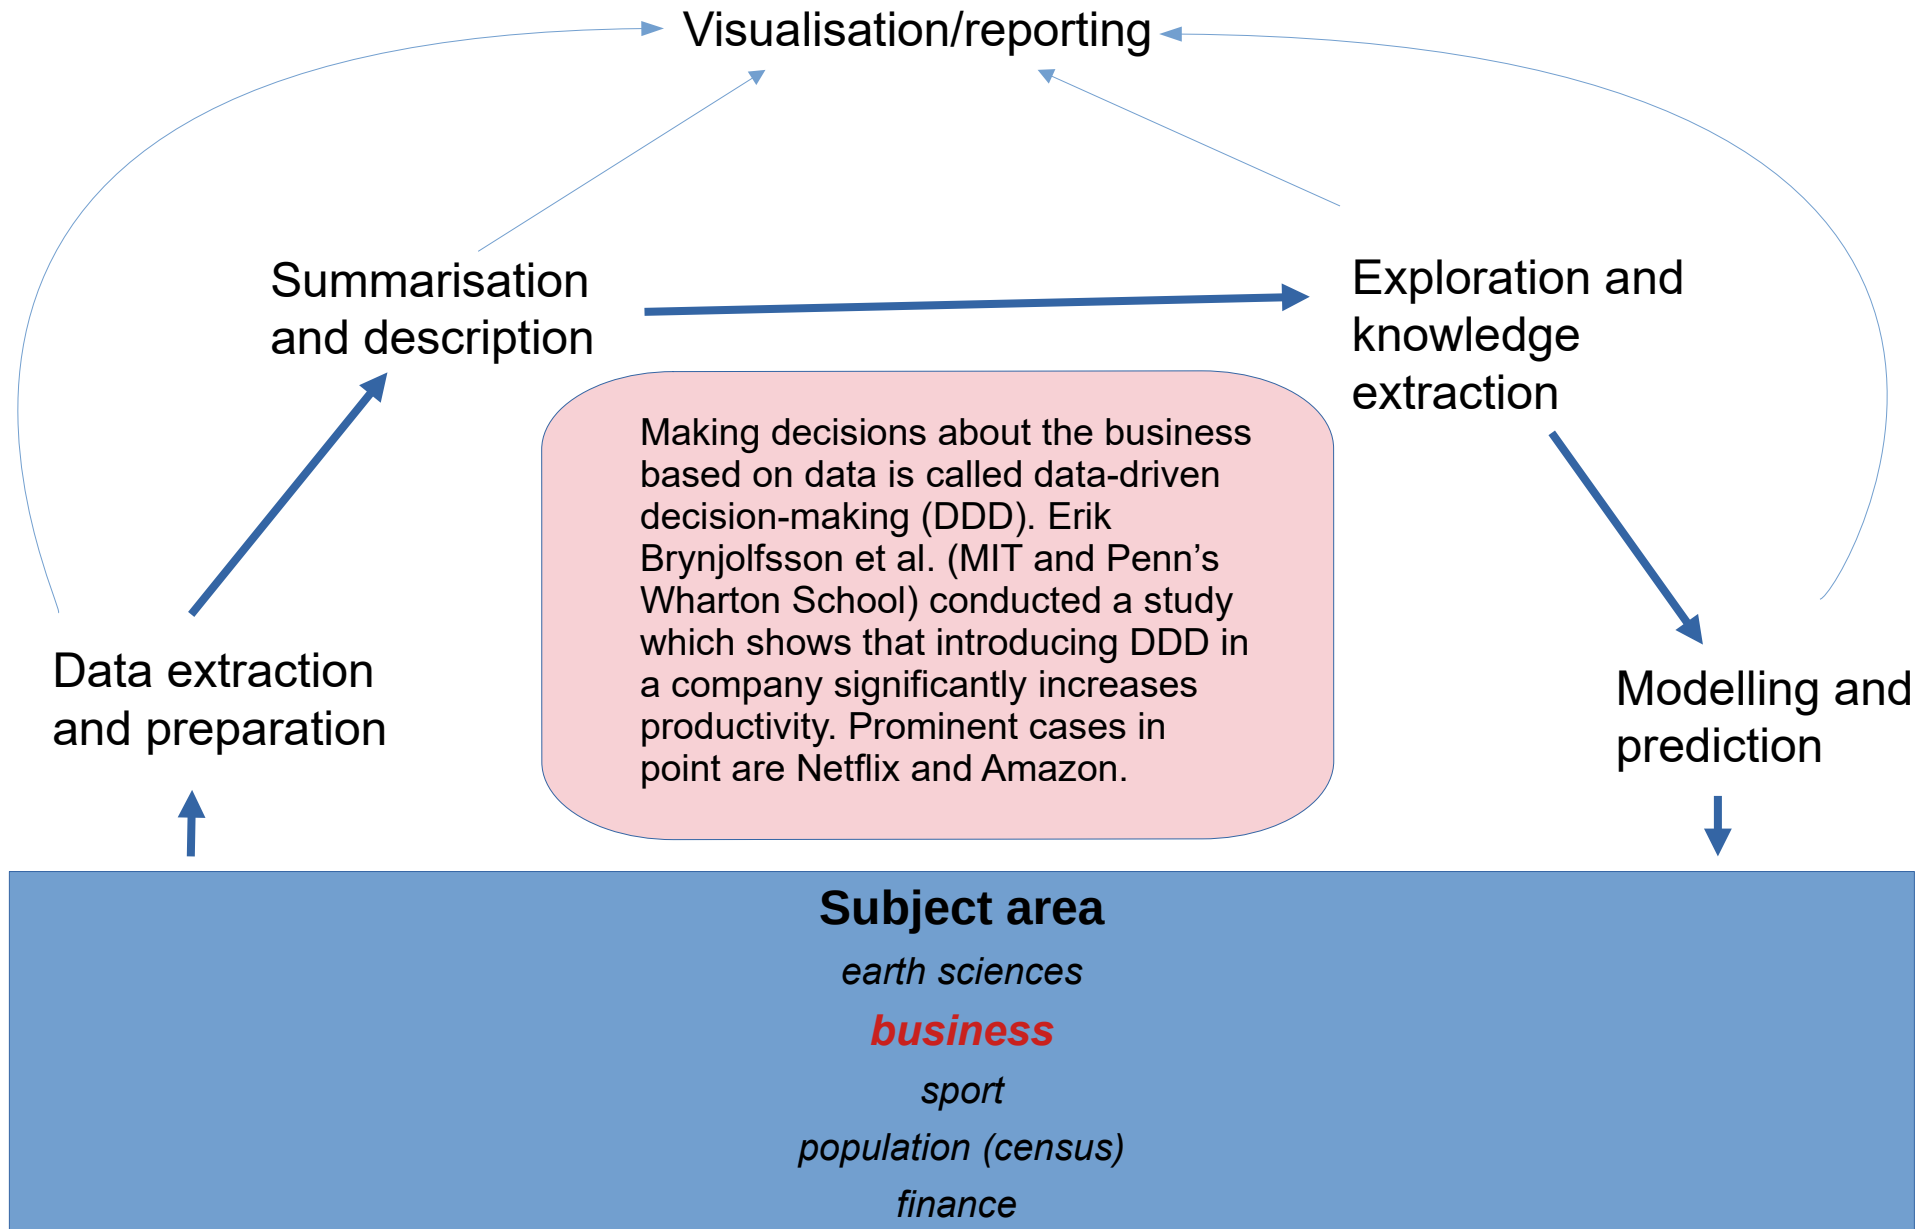 Visualisation/reporting
Summarisation
and description
Exploration and
knowledge
extraction
Making decisions about the business
based on data is called data-driven
decision-making (DDD). Erik
Brynjolfsson et al. (MIT and Penn’s
Wharton School) conducted a study
which shows that introducing DDD in
a company significantly increases
productivity. Prominent cases in
point are Netflix and Amazon.
Data extraction
and preparation
Modelling and
prediction
Subject area
earth sciences
business
sport
population (census)
finance